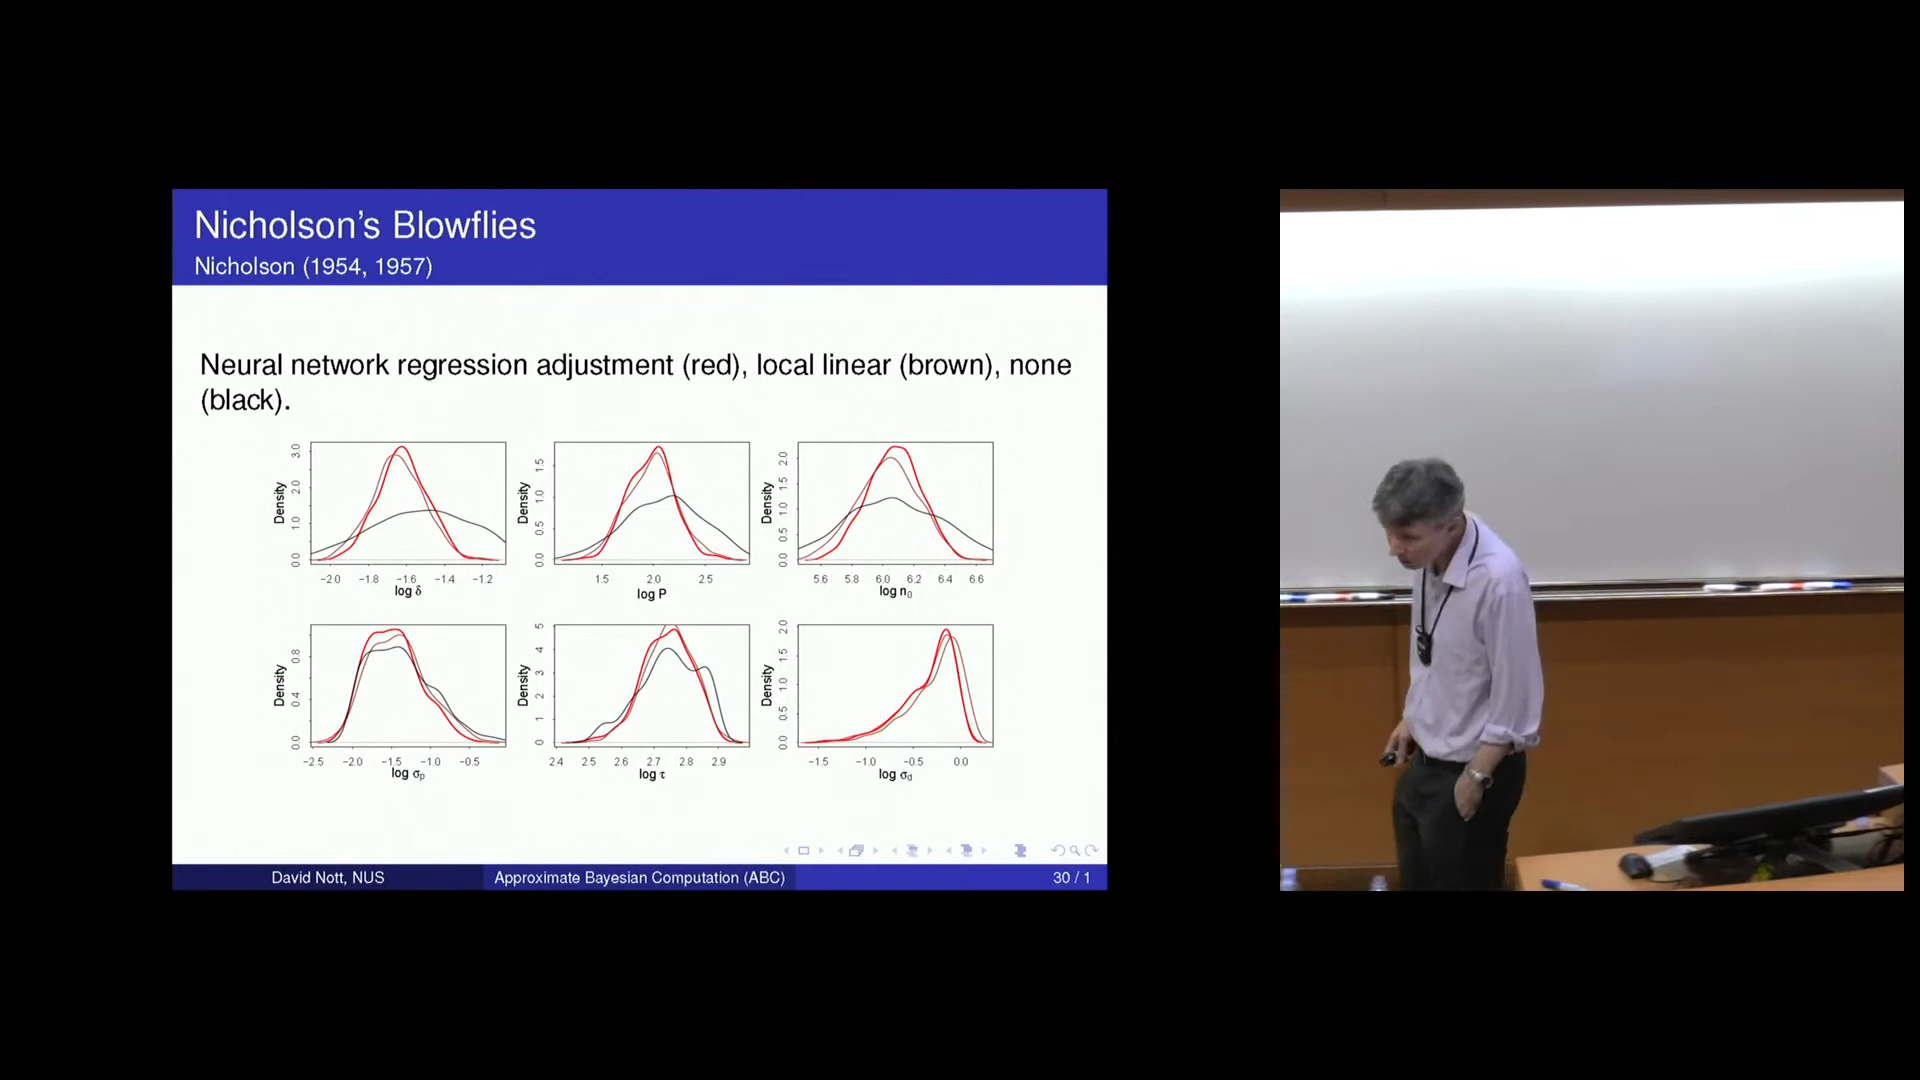 Nicholson's Blowflies
Nicholson (1954, 1957)
Neural network regression adjustment (red), local linear (brown), none
(black).
Density
0.0 1.0 2.0 3.0
−2.0 −1.8 −1.6 −1.4 −1.2
log δ
Density
0.0 0.5 1.0 1.5
1.5 2.0 2.5
log P
Density
0.0 0.5 1.0 1.5 2.0
5.6 5.8 6.0 6.2 6.4 6.6
log n₀
Density
0.0 0.4 0.8
−2.5 −2.0 −1.5 −1.0 −0.5
log σₚ
Density
0 1 2 3 4 5
2.4 2.5 2.6 2.7 2.8 2.9
log τ
Density
0.0 0.5 1.0 1.5 2.0
−1.5 −1.0 −0.5 0.0
log σd
David Nott, NUS
Approximate Bayesian Computation (ABC)
30 / 1